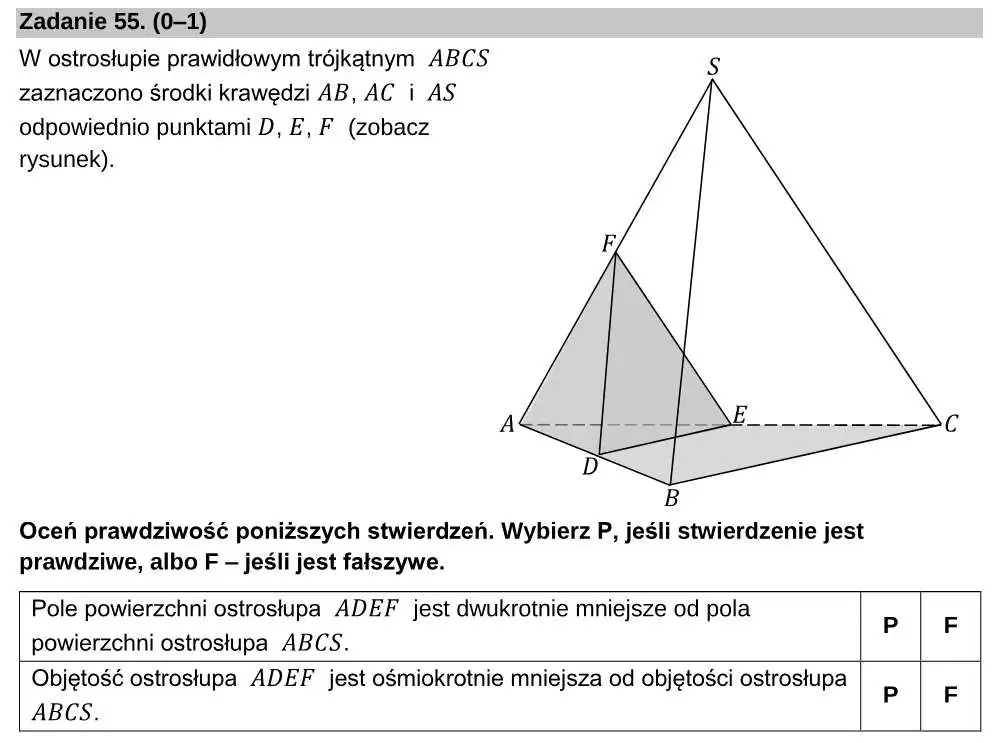 Zadanie 55. (0–1)
W ostrosłupie prawidłowym trójkątnym ABCS
zaznaczono środki krawędzi AB, AC i AS
odpowiednio punktami D, E, F (zobacz
rysunek).
S
F
A
E
C
D
B
Oceń prawdziwość poniższych stwierdzeń. Wybierz P, jeśli stwierdzenie jest
prawdziwe, albo F – jeśli jest fałszywe.
Pole powierzchni ostrosłupa ADEF jest dwukrotnie mniejsze od pola
powierzchni ostrosłupa ABCS.
P
F
Objętość ostrosłupa ADEF jest ośmiokrotnie mniejsza od objętości ostrosłupa
ABCS.
P
F